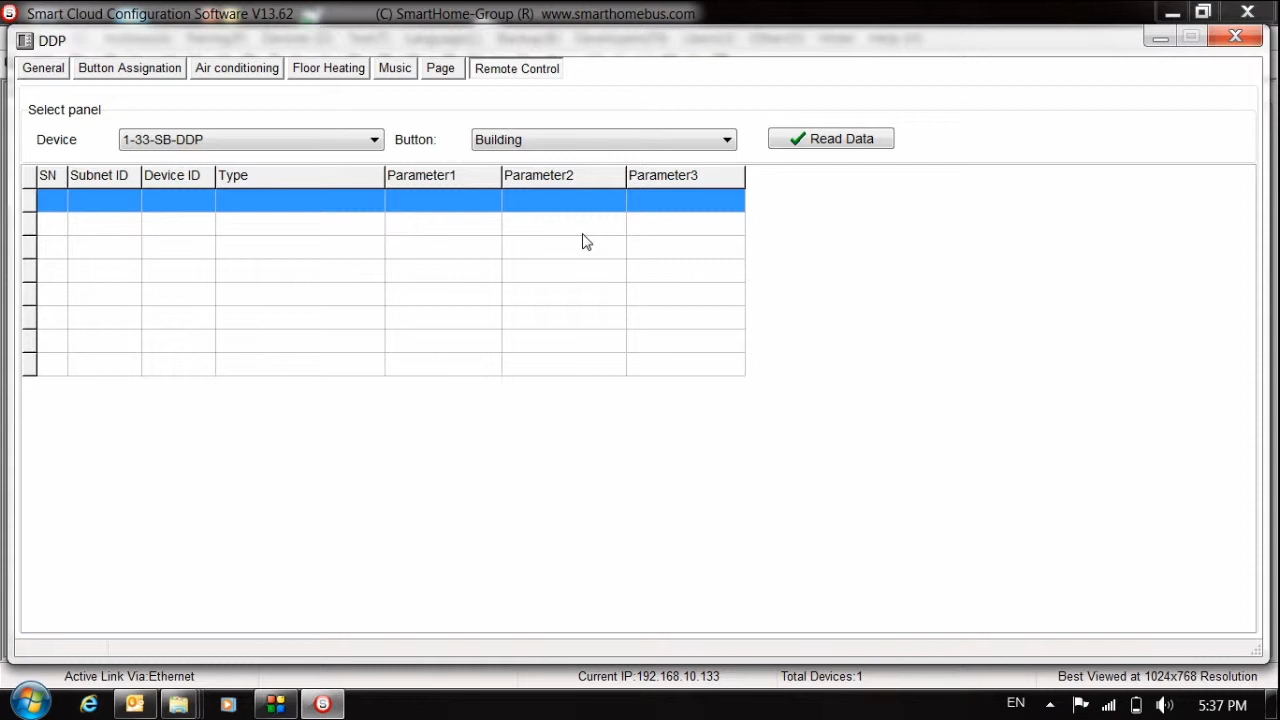 Smart Cloud Configuration Software V13.62 (C) SmartHome-Group (R) www.smarthomebus.com
DDP
General Button Assignation Air conditioning Floor Heating Music Page Remote Control
Select panel
Device 1-33-SB-DDP Button: Building Read Data
SN Subnet ID Device ID Type Parameter1 Parameter2 Parameter3
Active Link Via:Ethernet Current IP:192.168.10.133 Total Devices:1 Best Viewed at 1024x768 Resolution
EN 5:37 PM